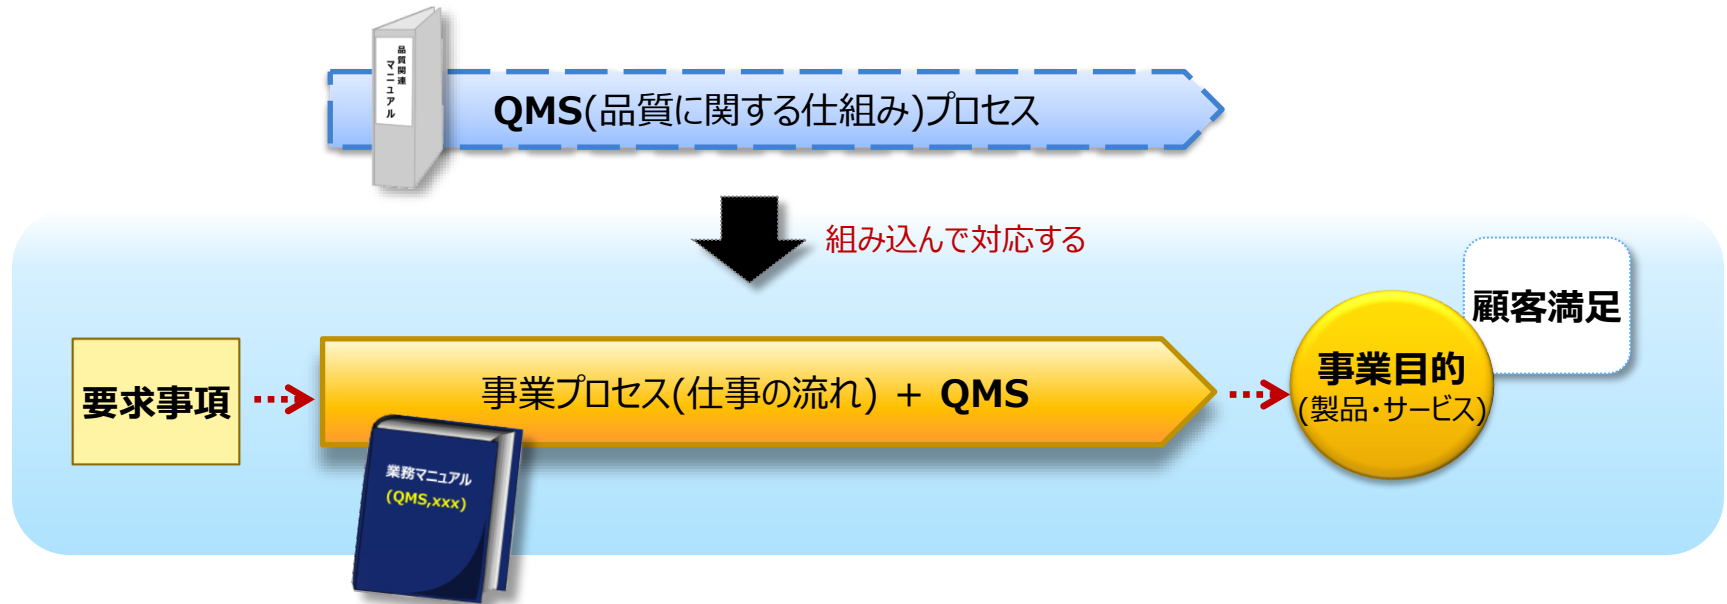 品質関連
マニュアル
QMS(品質に関する仕組み)プロセス
組み込んで対応する
顧客満足
要求事項
事業プロセス(仕事の流れ) + QMS
事業目的
(製品・サービス)
業務マニュアル
(QMS,xxx)